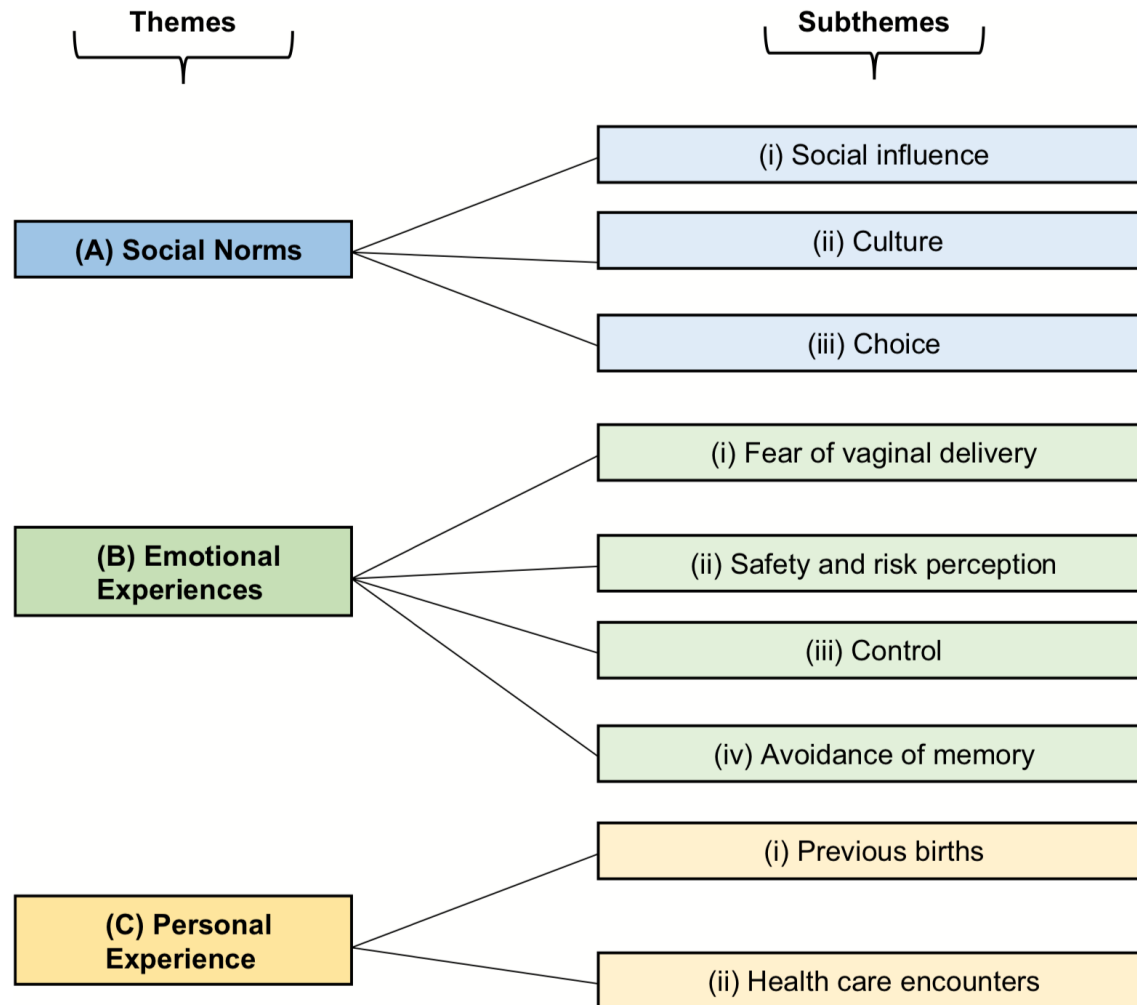 Themes
Subthemes
(A) Social Norms
(i) Social influence
(ii) Culture
(iii) Choice
(B) Emotional
Experiences
(i) Fear of vaginal delivery
(ii) Safety and risk perception
(iii) Control
(iv) Avoidance of memory
(C) Personal
Experience
(i) Previous births
(ii) Health care encounters